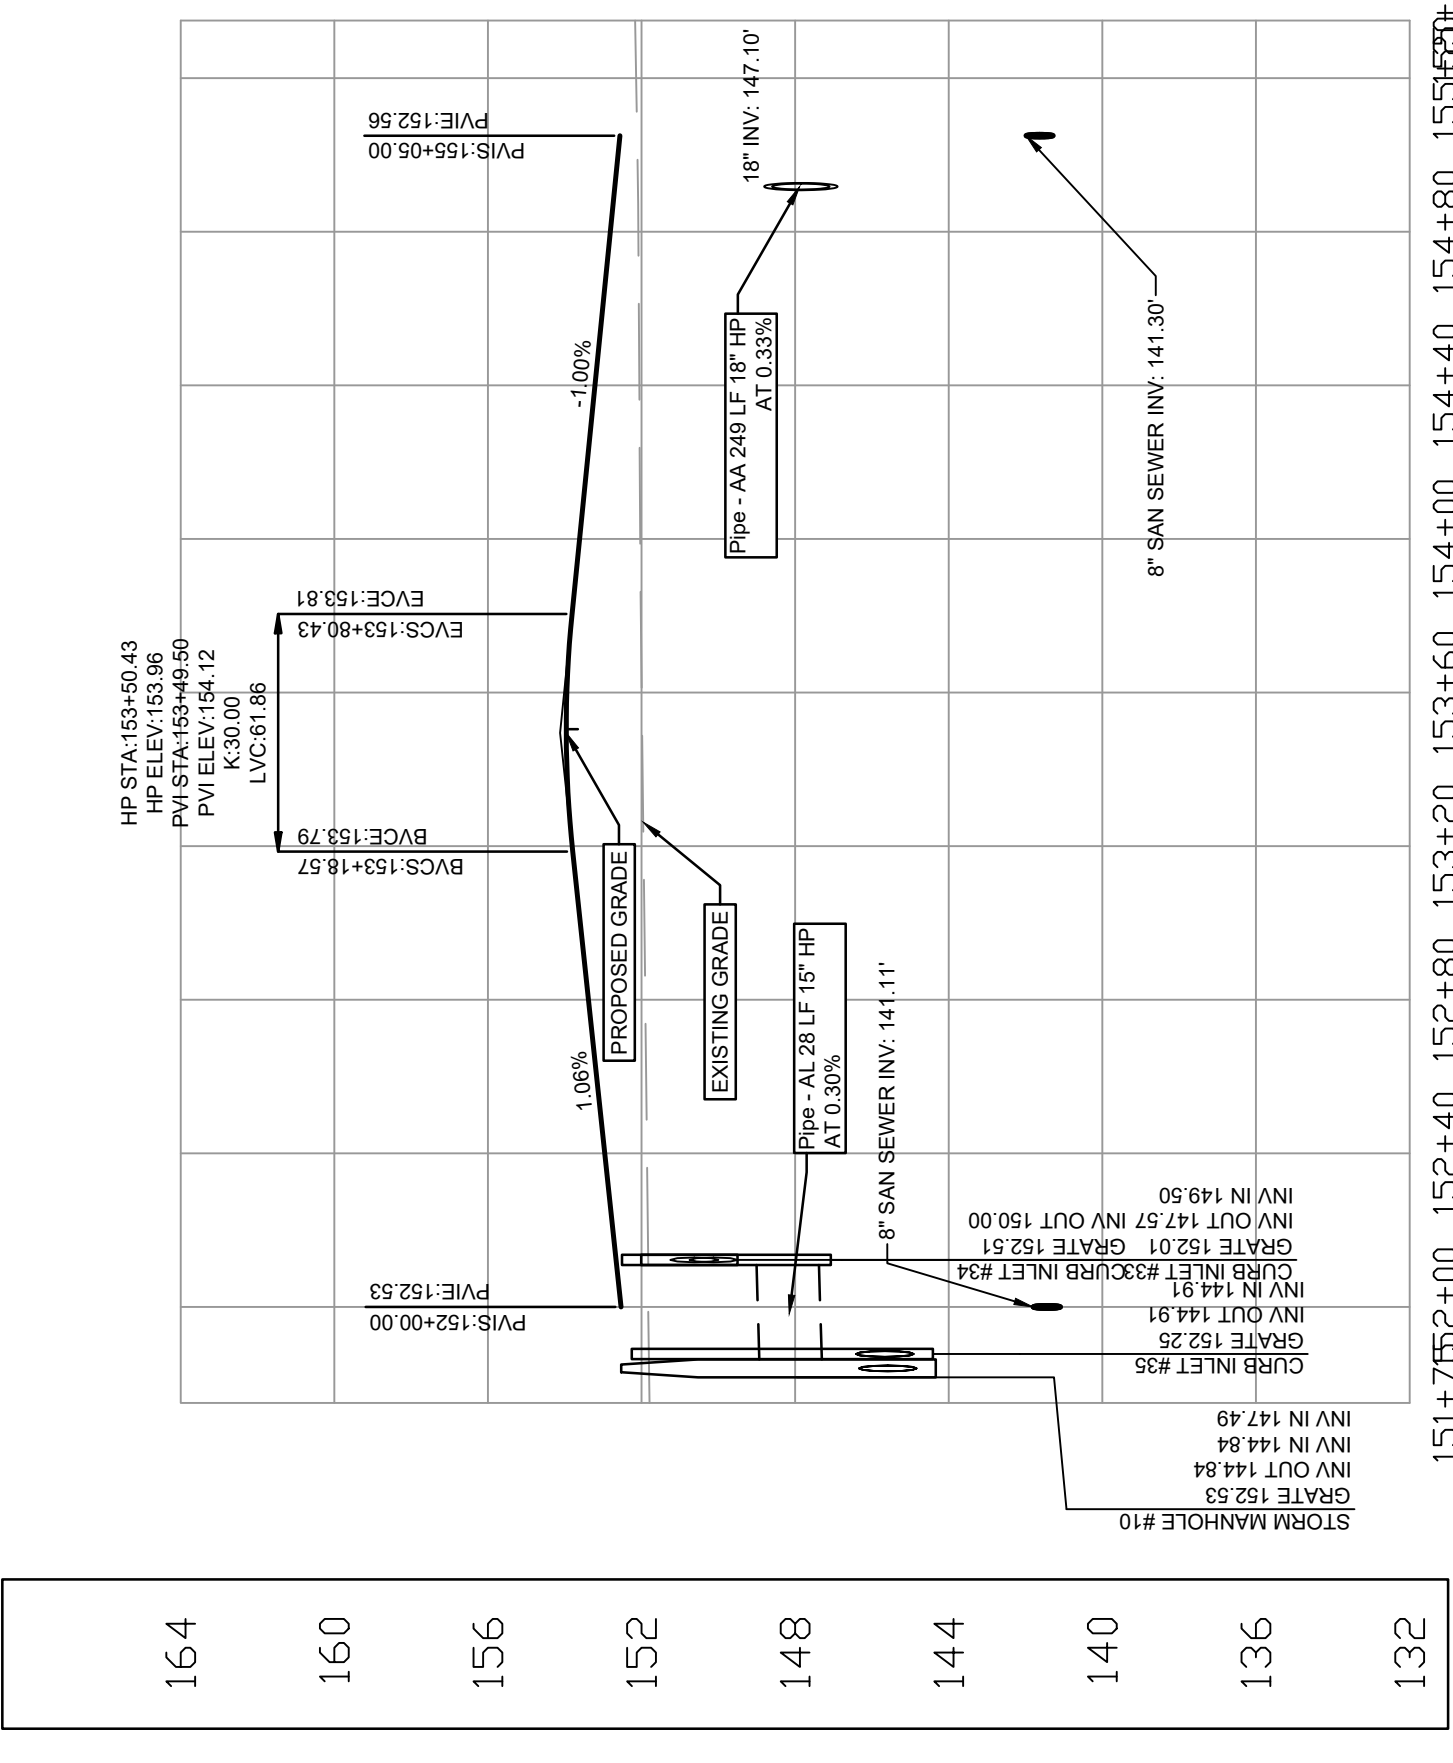 HP STA:153+50.43
HP ELEV:153.96
PVI STA:153+49.50
PVI ELEV:154.12
K:30.00
LVC:61.86
BVCS:153+18.57
BVCE:153.79
EVCS:153+80.43
EVCE:153.81
PVIS:152+00.00
PVIE:152.53
PVIS:155+05.00
PVIE:152.56
1.06%
-1.00%
PROPOSED GRADE
EXISTING GRADE
Pipe - AL 28 LF 15" HP
AT 0.30%
8" SAN SEWER INV: 141.11'
Pipe - AA 249 LF 18" HP
AT 0.33%
18" INV: 147.10'
8" SAN SEWER INV: 141.30'
STORM MANHOLE #10
GRATE 152.53
INV OUT 144.84
INV IN 144.84
INV IN 147.49
CURB INLET #35
GRATE 152.25
INV OUT 144.91
INV IN 144.91
CURB INLET #33
GRATE 152.01
INV OUT 147.57
INV IN 149.50
CURB INLET #34
GRATE 152.51
INV OUT 150.00
164
160
156
152
148
144
140
136
132
152+00
152+40
152+80
153+20
153+60
154+00
154+40
154+80